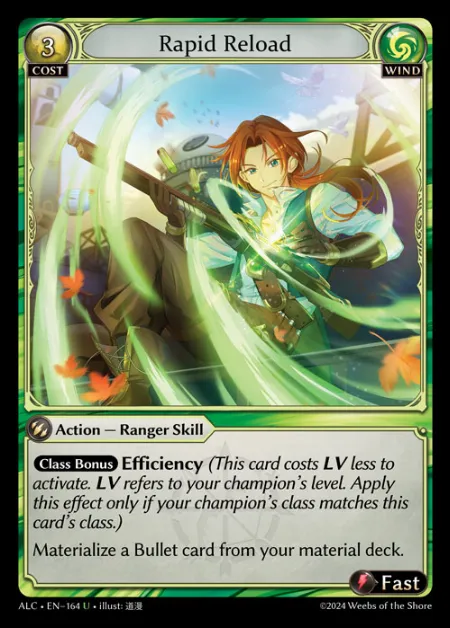 3
COST
Rapid Reload
WIND
Action — Ranger Skill
Class Bonus Efficiency (This card costs LV less to
activate. LV refers to your champion's level. Apply
this effect only if your champion's class matches this
card's class.)
Materialize a Bullet card from your material deck.
Fast
ALC • EN-164 U • illust: 道漫
©2024 Weebs of the Shore